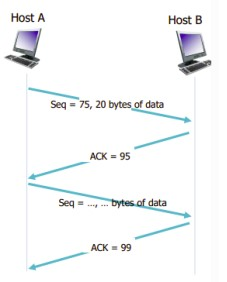 Host A
Host B
Seq = 75, 20 bytes of data
ACK = 95
Seq = ..., ... bytes of data
ACK = 99